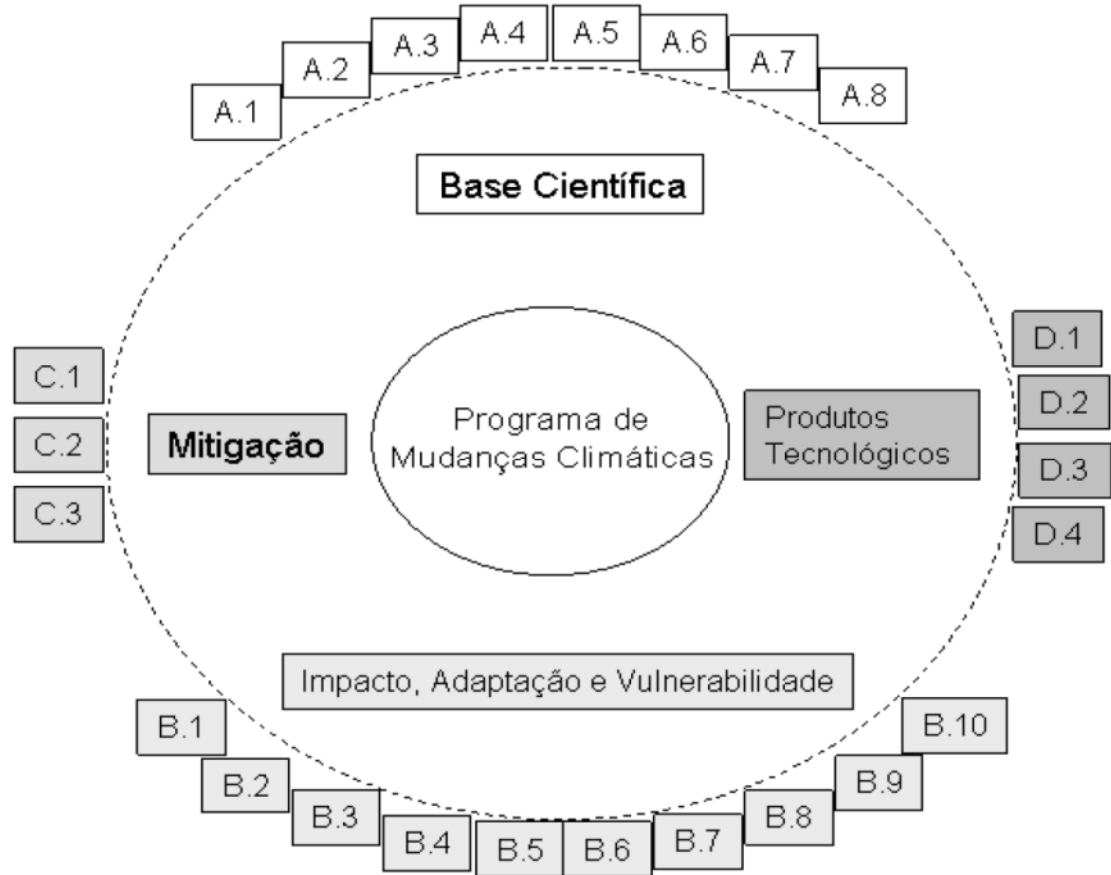 A.1
A.2
A.3
A.4
A.5
A.6
A.7
A.8
Base Científica
C.1
C.2
C.3
Mitigação
Programa de
Mudanças Climáticas
Produtos
Tecnológicos
D.1
D.2
D.3
D.4
Impacto, Adaptação e Vulnerabilidade
B.1
B.2
B.3
B.4
B.5
B.6
B.7
B.8
B.9
B.10